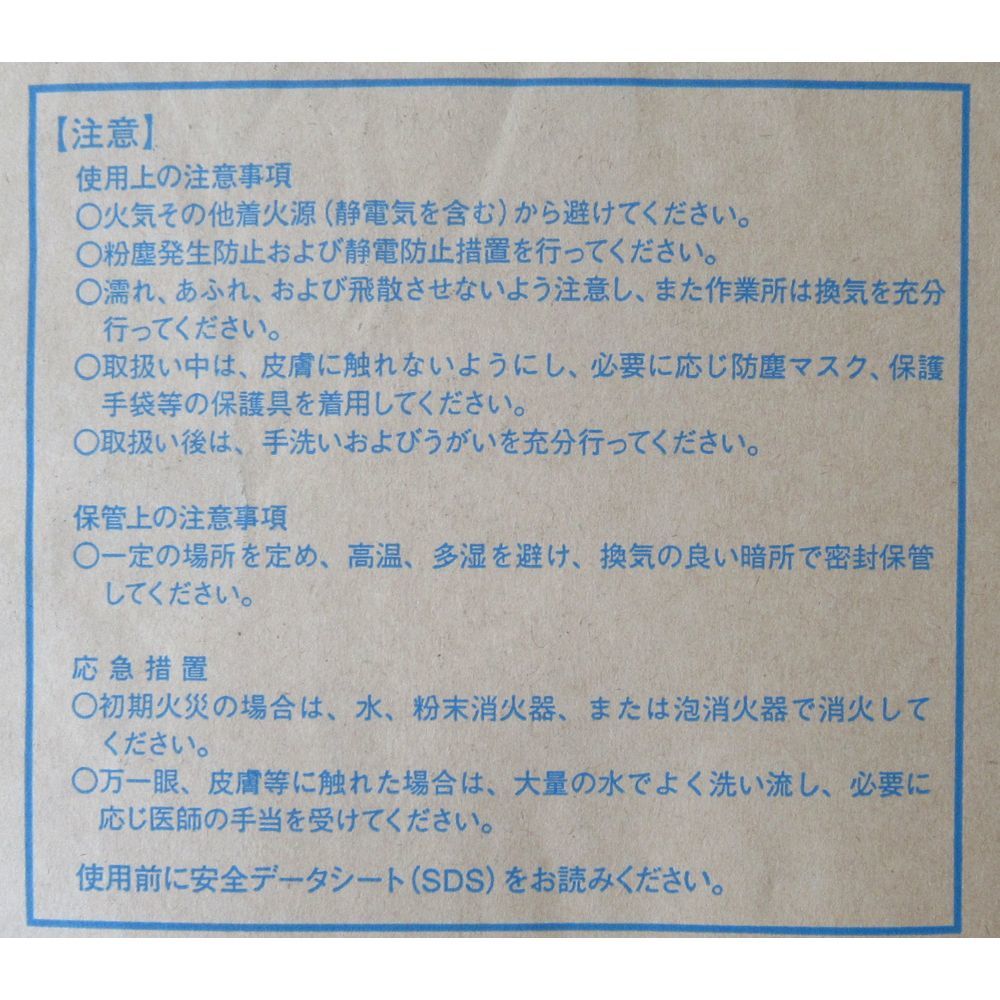 【注意】
使用上の注意事項
○火気その他着火源（静電気を含む）から避けてください。
○粉塵発生防止および静電防止措置を行ってください。
○濡れ、あふれ、および飛散させないよう注意し、また作業所は換気を充分
行ってください。
○取扱い中は、皮膚に触れないようにし、必要に応じ防塵マスク、保護
手袋等の保護具を着用してください。
○取扱い後は、手洗いおよびうがいを充分行ってください。
保管上の注意事項
○一定の場所を定め、高温、多湿を避け、換気の良い暗所で密封保管
してください。
応急措置
○初期火災の場合は、水、粉末消火器、または泡消火器で消火して
ください。
○万一眼、皮膚等に触れた場合は、大量の水でよく洗い流し、必要に
応じ医師の手当を受けてください。
使用前に安全データシート（SDS）をお読みください。